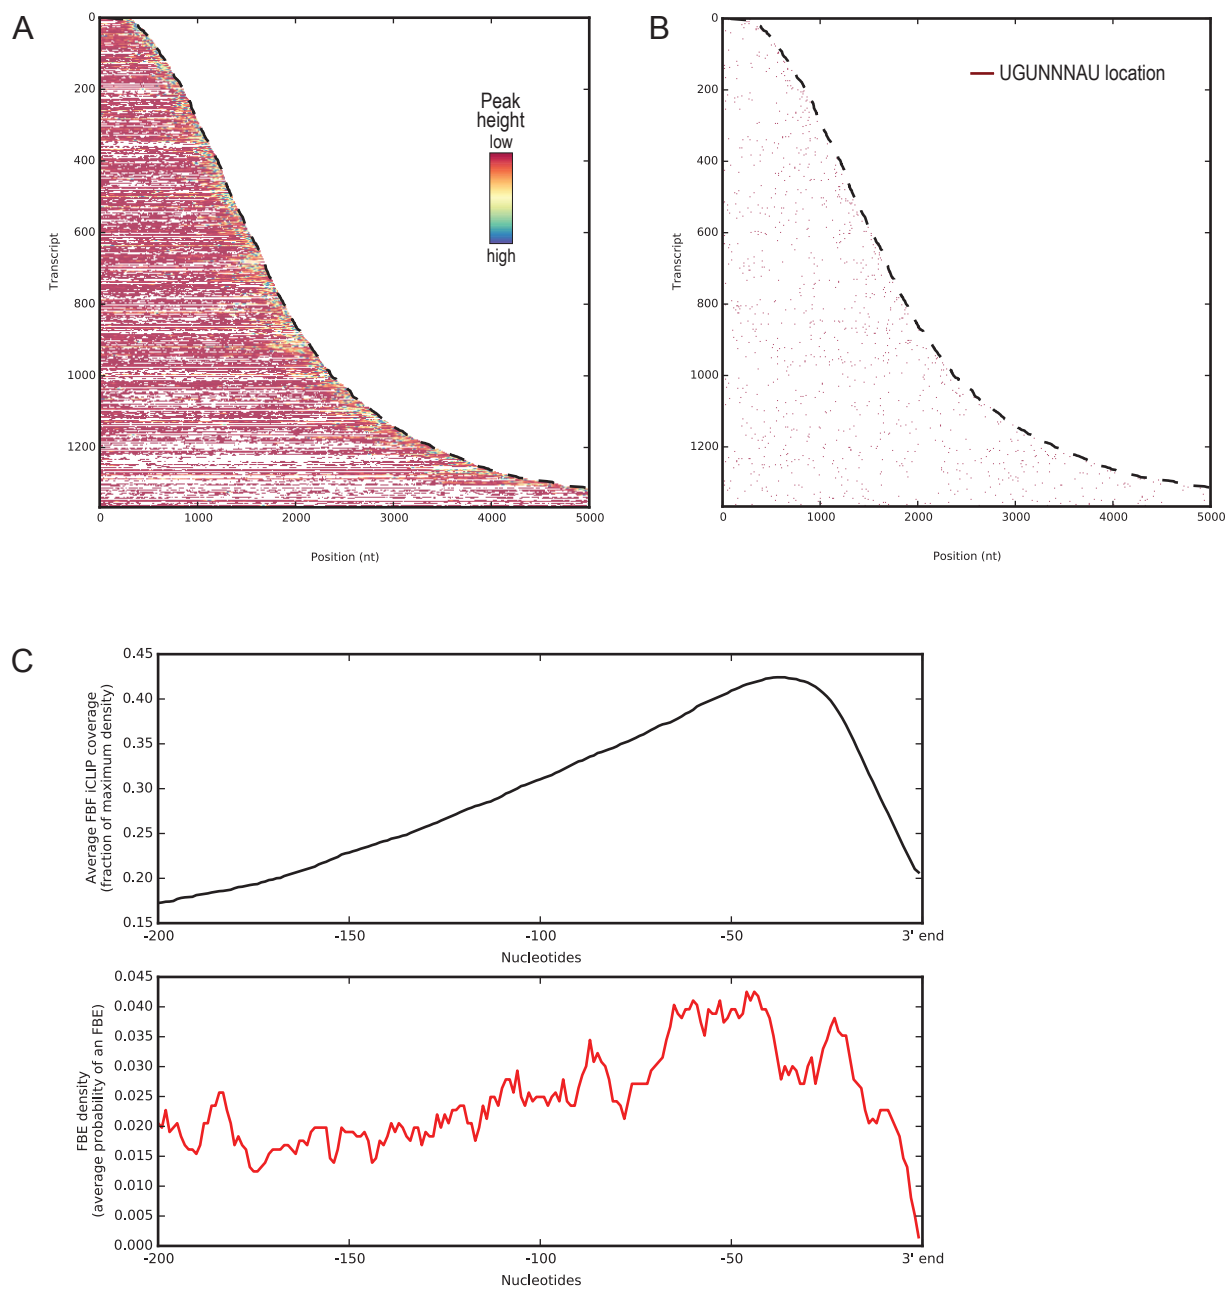 A
0
200
400
600
800
1000
1200
Transcript
0
1000
2000
3000
4000
5000
Position (nt)
Peak
height
low
high
B
0
200
400
600
800
1000
1200
Transcript
0
1000
2000
3000
4000
5000
Position (nt)
UGUNNNAU location
C
0.45
0.40
0.35
0.30
0.25
0.20
0.15
Average FBF iCLIP coverage
(fraction of maximum density)
-200
-150
-100
-50
3' end
Nucleotides
0.045
0.040
0.035
0.030
0.025
0.020
0.015
0.010
0.005
0.000
FBE density
(average probability of an FBE)
-200
-150
-100
-50
3' end
Nucleotides